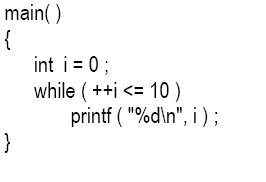 main( )
{
int i = 0 ;
while ( ++i <= 10 )
printf ( "%d\n", i ) ;
}